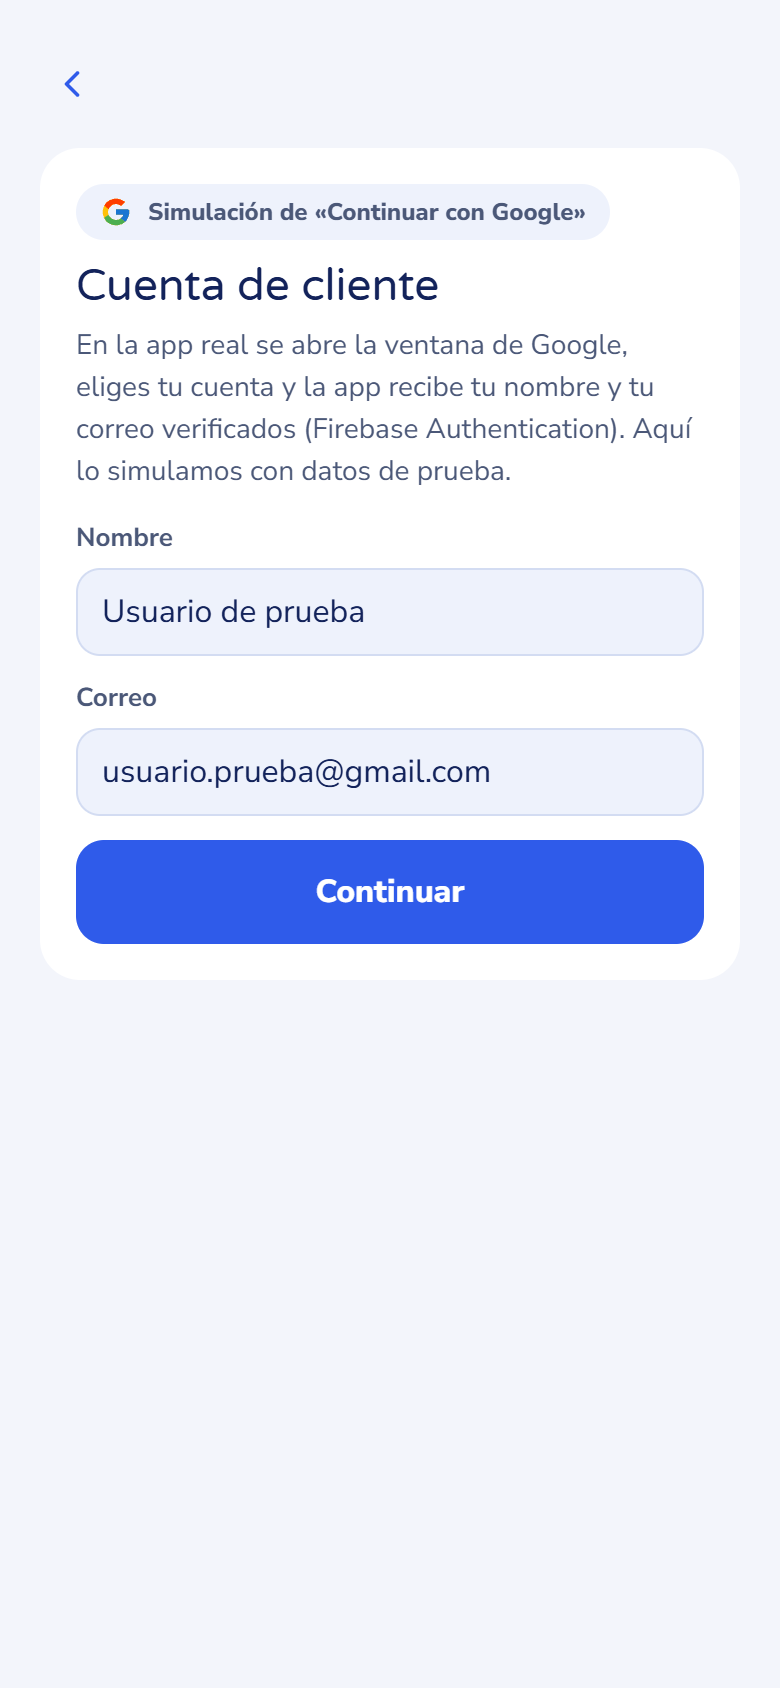 Simulación de «Continuar con Google»
Cuenta de cliente
En la app real se abre la ventana de Google,
eliges tu cuenta y la app recibe tu nombre y tu
correo verificados (Firebase Authentication). Aquí
lo simulamos con datos de prueba.
Nombre
Usuario de prueba
Correo
usuario.prueba@gmail.com
Continuar